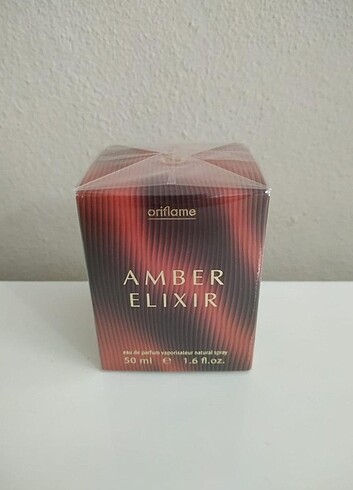 oriflame
AMBER
ELIXIR
eau de parfum vaporisateur natural spray
50 ml e 1.6 fl.oz.